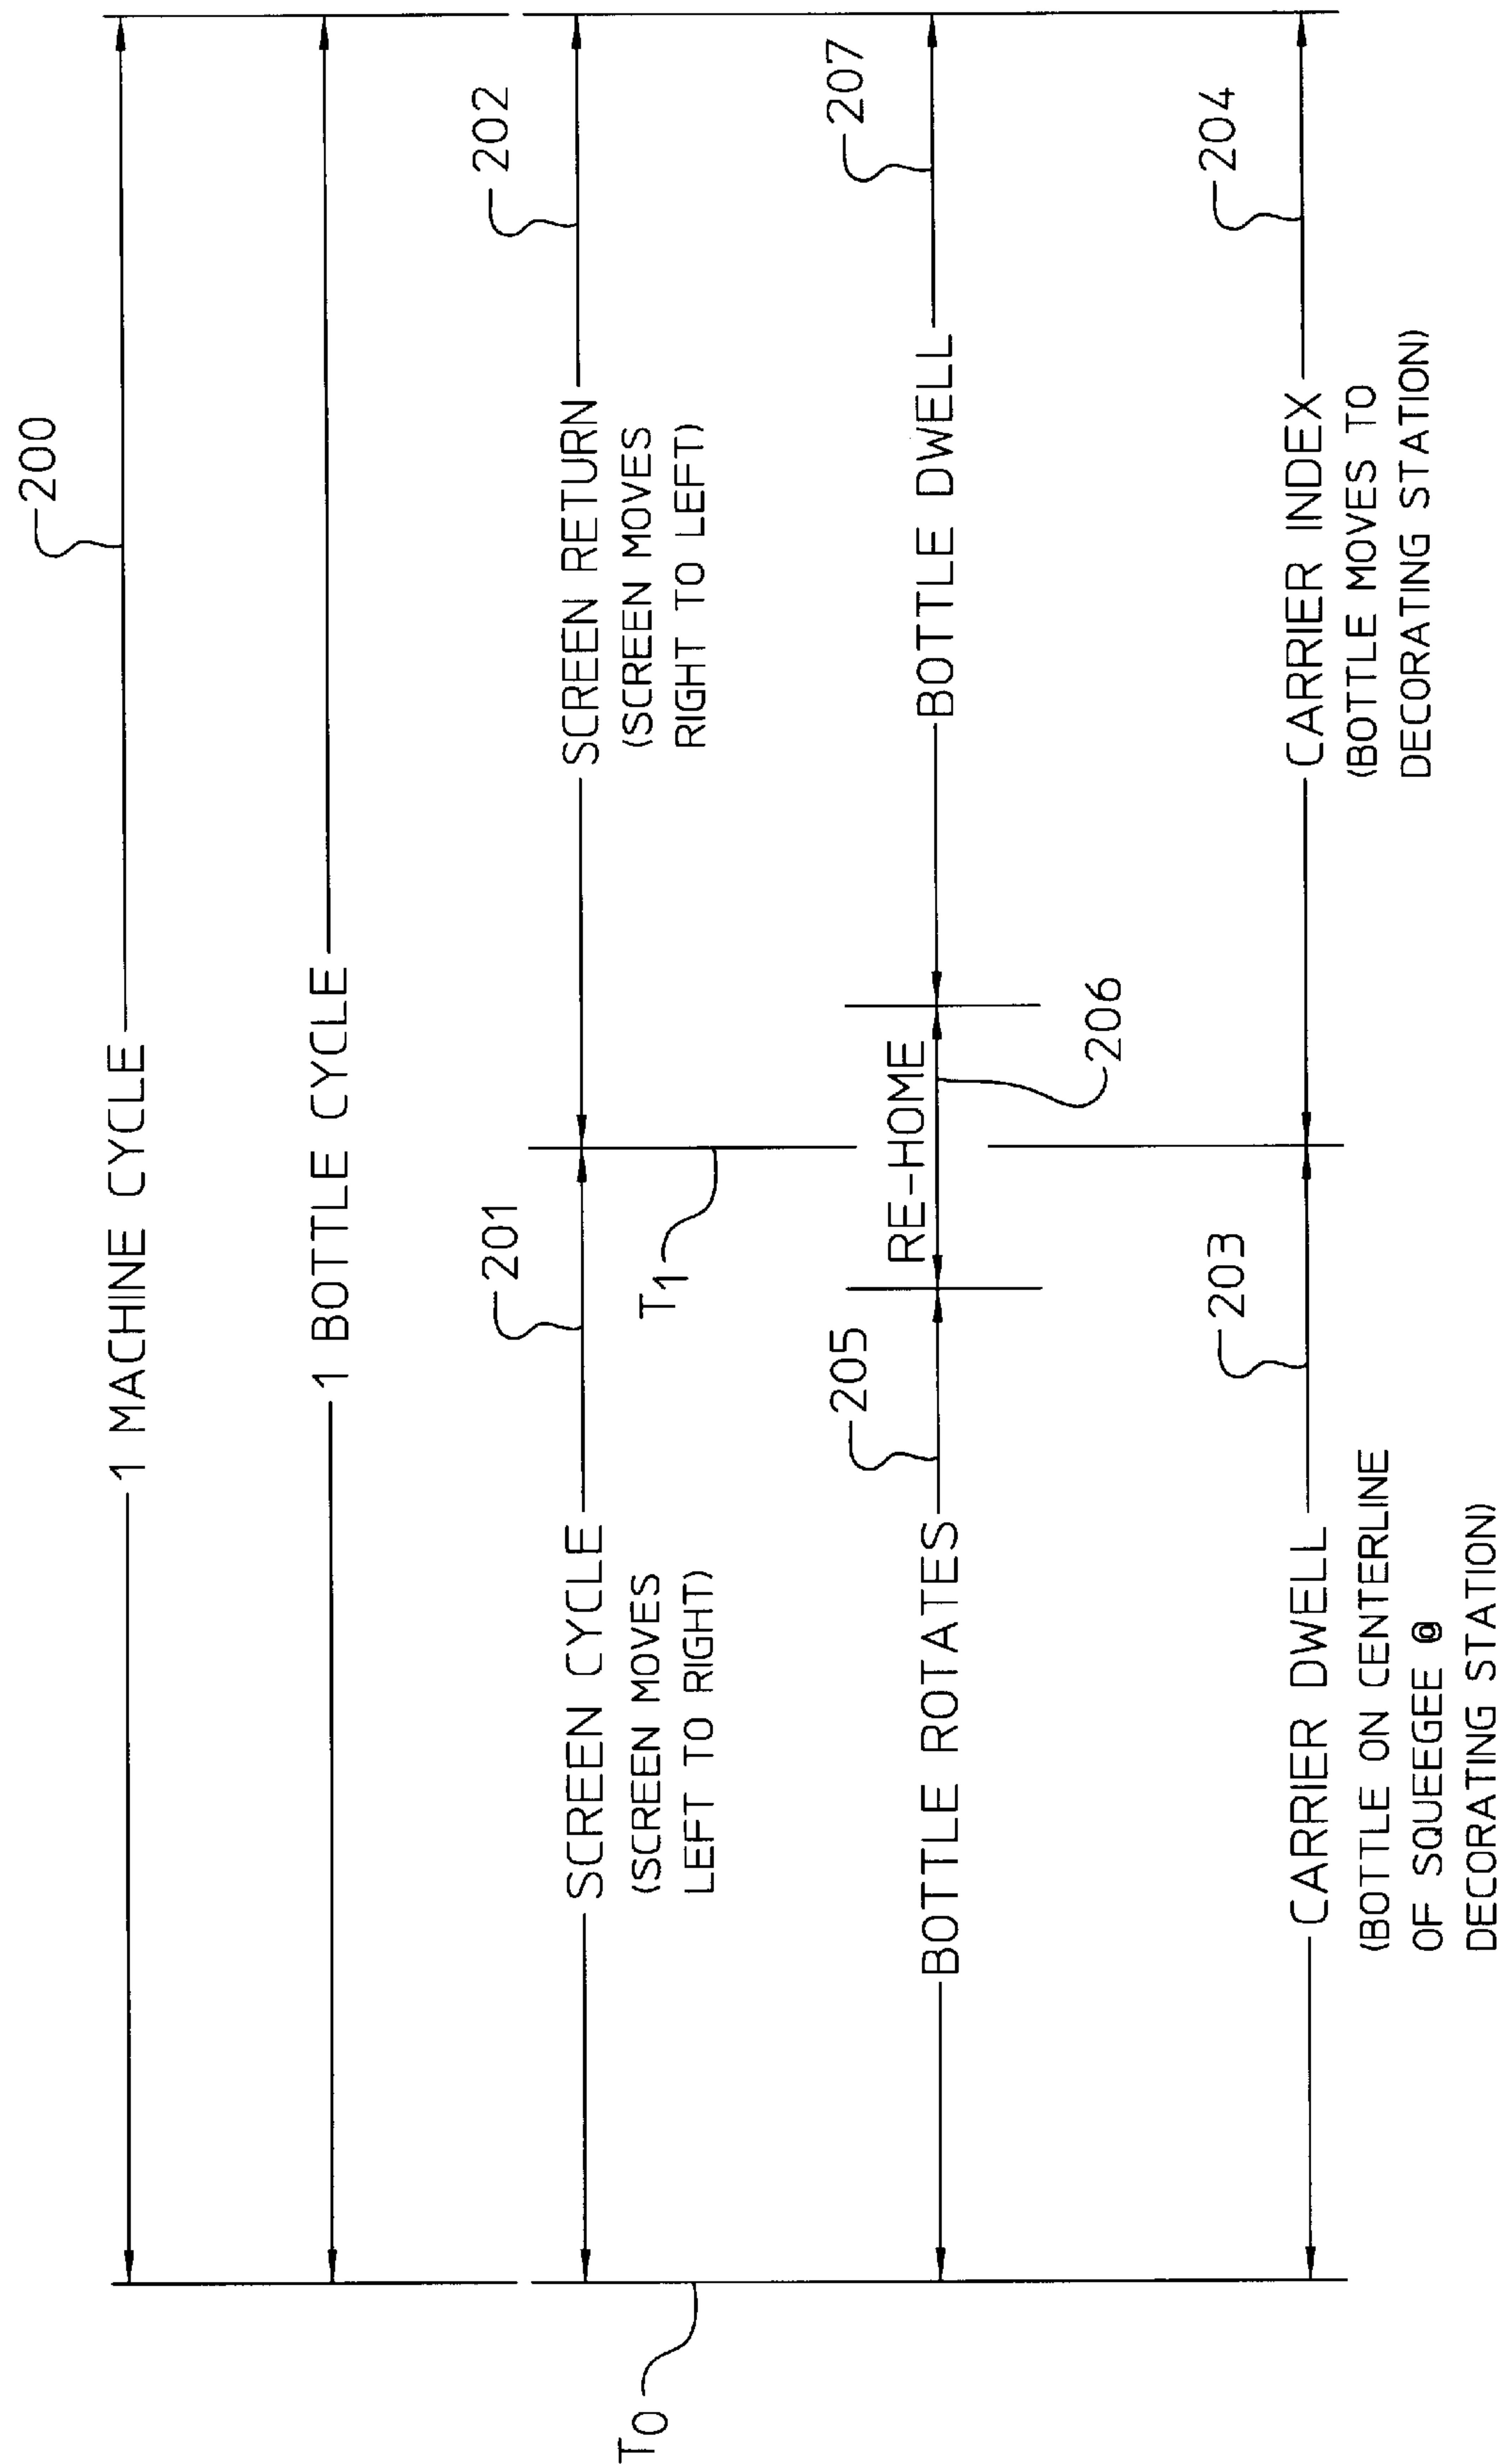 200
1 MACHINE CYCLE
1 BOTTLE CYCLE
201
202
SCREEN CYCLE
(SCREEN MOVES
LEFT TO RIGHT)
SCREEN RETURN
(SCREEN MOVES
RIGHT TO LEFT)
T0
T1
205
RE-HOME
207
BOTTLE ROTATES
BOTTLE DWELL
206
203
204
CARRIER DWELL
(BOTTLE ON CENTERLINE
OF SQUEEGEE @
DECORATING STATION)
CARRIER INDEX
(BOTTLE MOVES TO
DECORATING STATION)